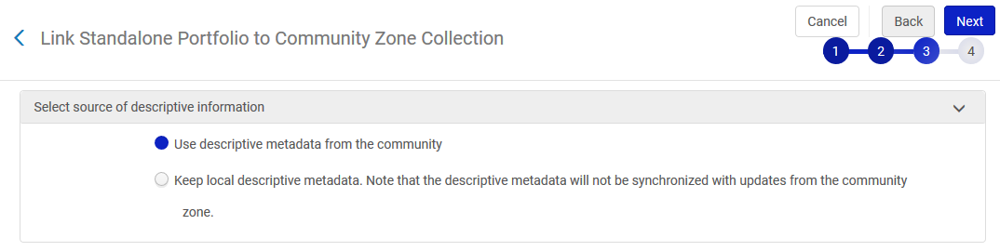 Link Standalone Portfolio to Community Zone Collection
Cancel
Back
Next
1
2
3
4
Select source of descriptive information
Use descriptive metadata from the community
Keep local descriptive metadata. Note that the descriptive metadata will not be synchronized with updates from the community
zone.